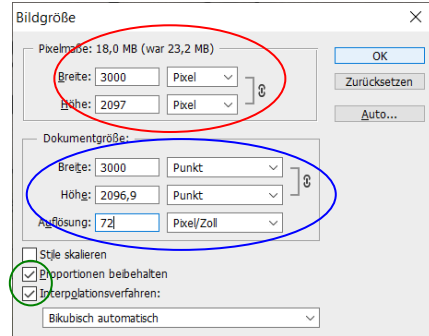 Bildgröße
Pixelmaße: 18,0 MB (war 23,2 MB)
OK
Breite: 3000 Pixel
Zurücksetzen
Höhe: 2097 Pixel
Auto...
Dokumentgröße:
Breite: 3000 Punkt
Höhe: 2096,9 Punkt
Auflösung: 72 Pixel/Zoll
Stile skalieren
Proportionen beibehalten
Interpolationsverfahren:
Bikubisch automatisch